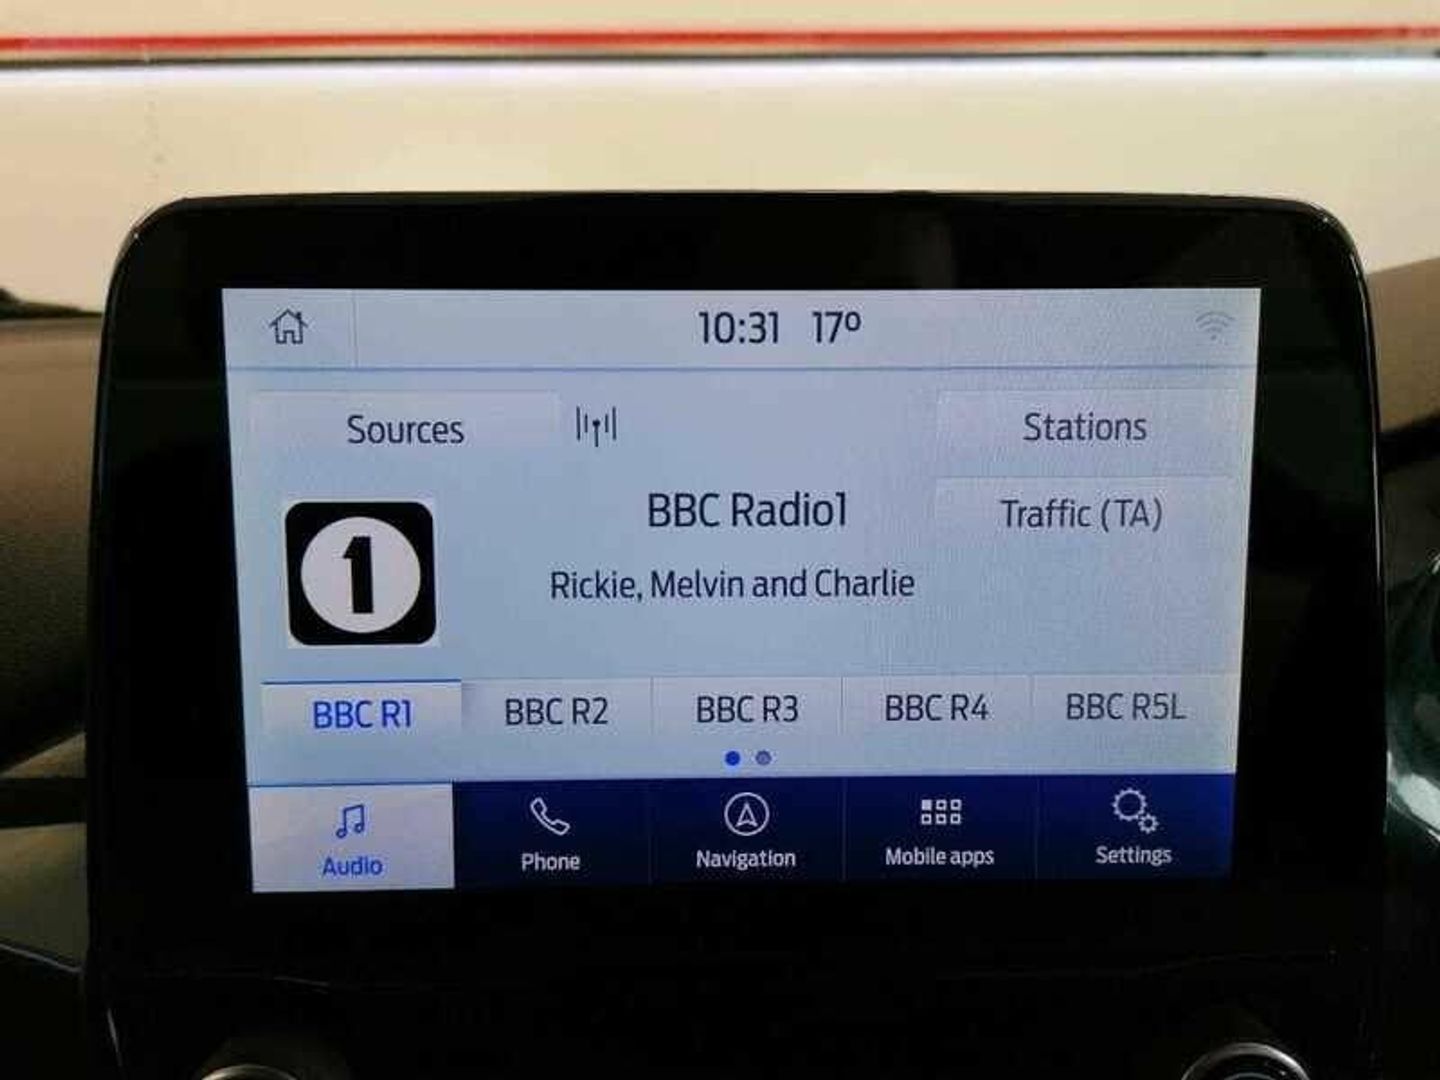 10:31 17º
Sources
Stations
BBC Radio1
Traffic (TA)
1
Rickie, Melvin and Charlie
BBC R1 BBC R2 BBC R3 BBC R4 BBC R5L
Audio Phone Navigation Mobile apps Settings